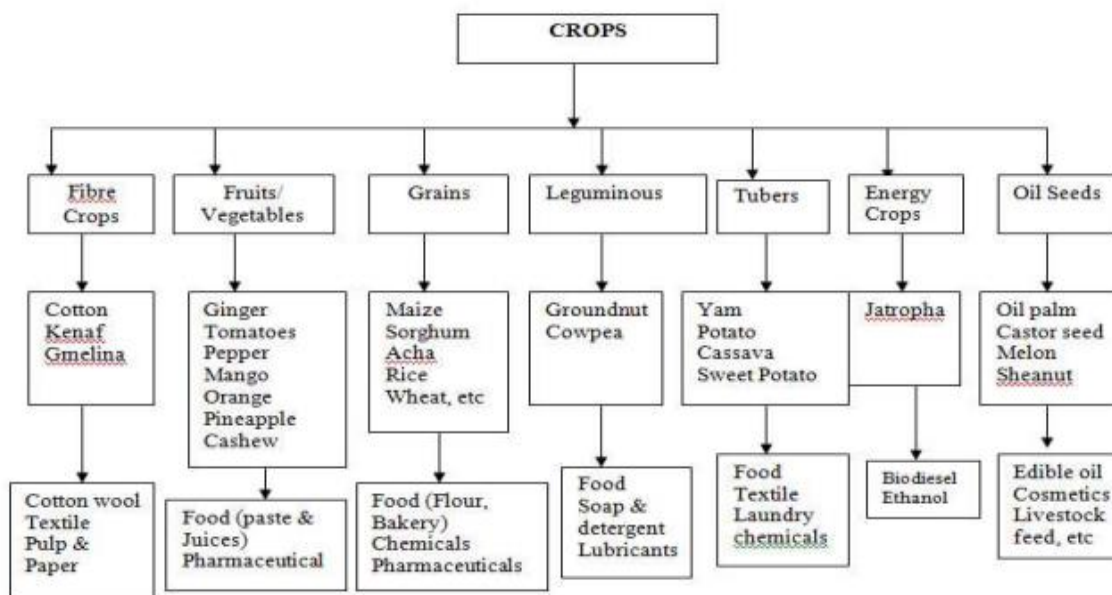 CROPS
Fibre
Crops
Fruits/
Vegetables
Grains
Leguminous
Tubers
Energy
Crops
Oil Seeds
Cotton
Kenaf
Gmelina
Ginger
Tomatoes
Pepper
Mango
Orange
Pineapple
Cashew
Maize
Sorghum
Acha
Rice
Wheat, etc
Groundnut
Cowpea
Yam
Potato
Cassava
Sweet Potato
Jatropha
Oil palm
Castor seed
Melon
Sheanut
Cotton wool
Textile
Pulp &
Paper
Food (paste &
Juices)
Pharmaceutical
Food (Flour,
Bakery)
Chemicals
Pharmaceuticals
Food
Soap &
detergent
Lubricants
Food
Textile
Laundry
chemicals
Biodiesel
Ethanol
Edible oil
Cosmetics
Livestock
feed, etc